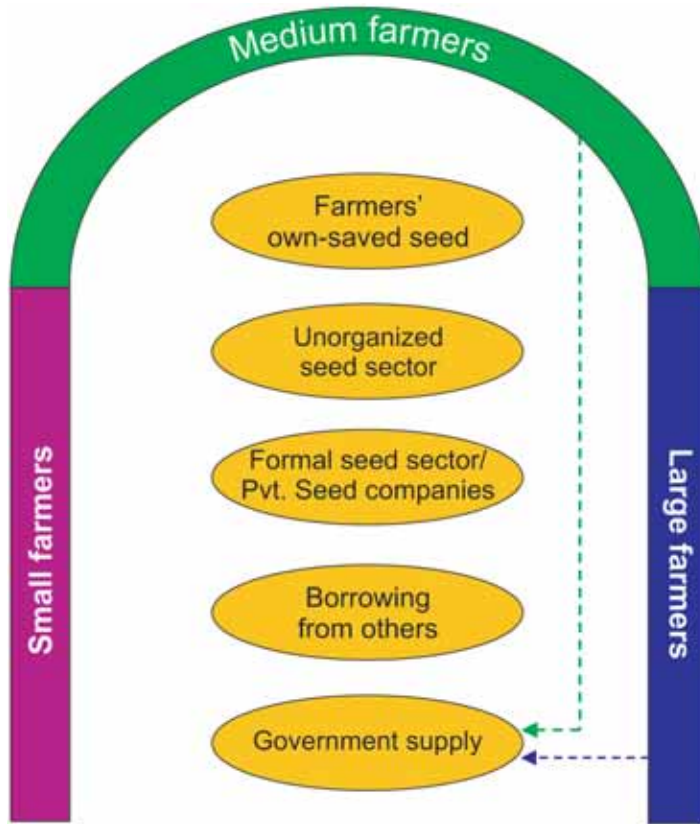 Medium farmers
Farmers'
own-saved seed
Unorganized
seed sector
Formal seed sector/
Pvt. Seed companies
Borrowing
from others
Government supply
Small farmers
Large farmers